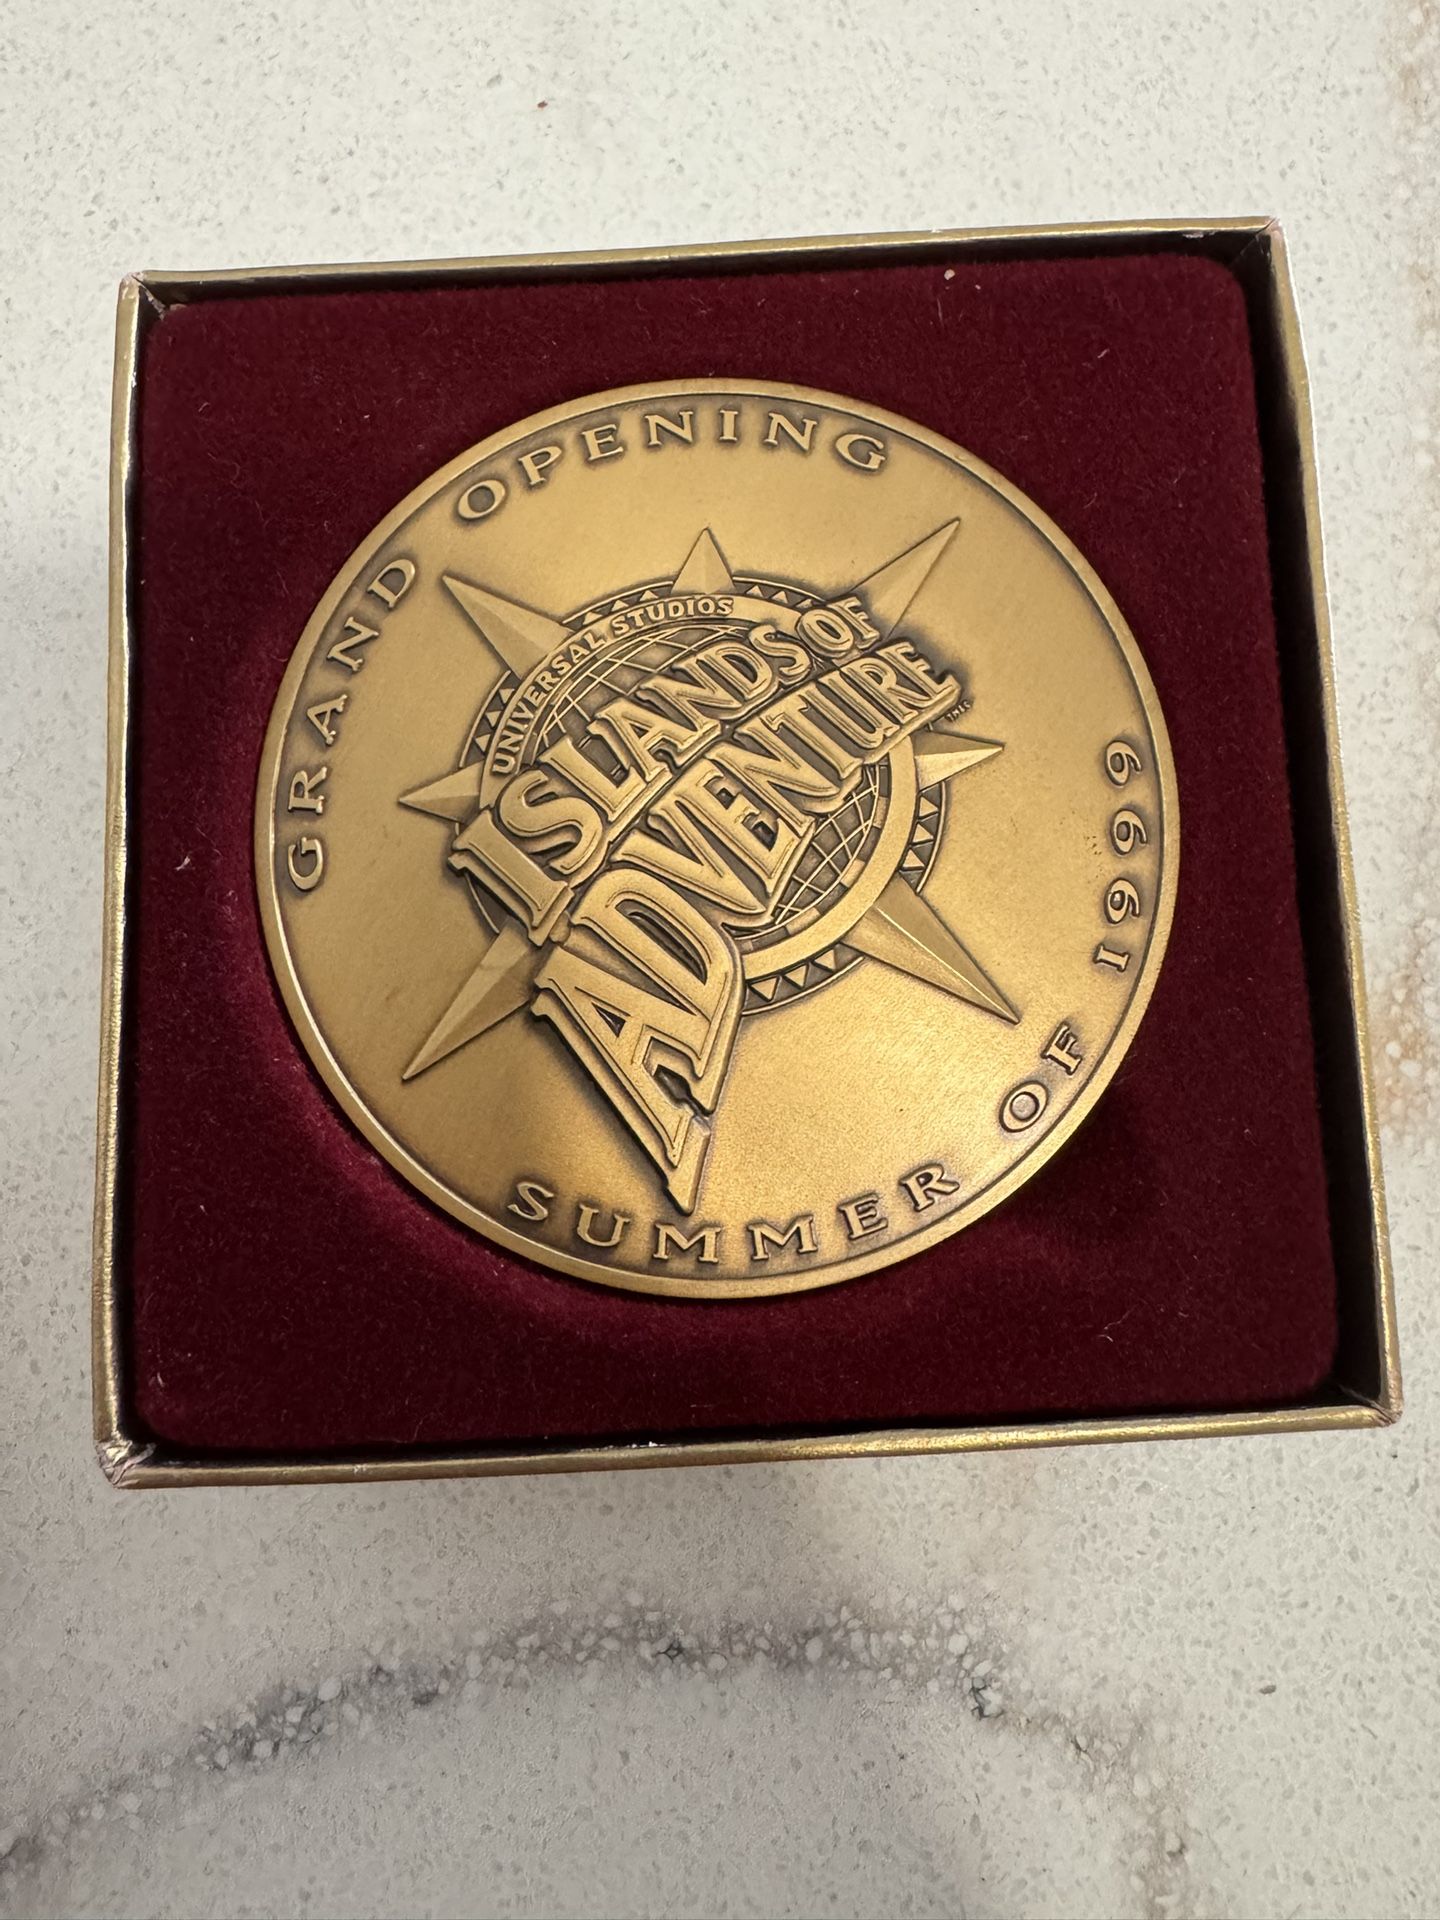 GRAND OPENING
UNIVERSAL STUDIOS
ISLANDS OF
ADVENTURE
SUMMER OF 1999